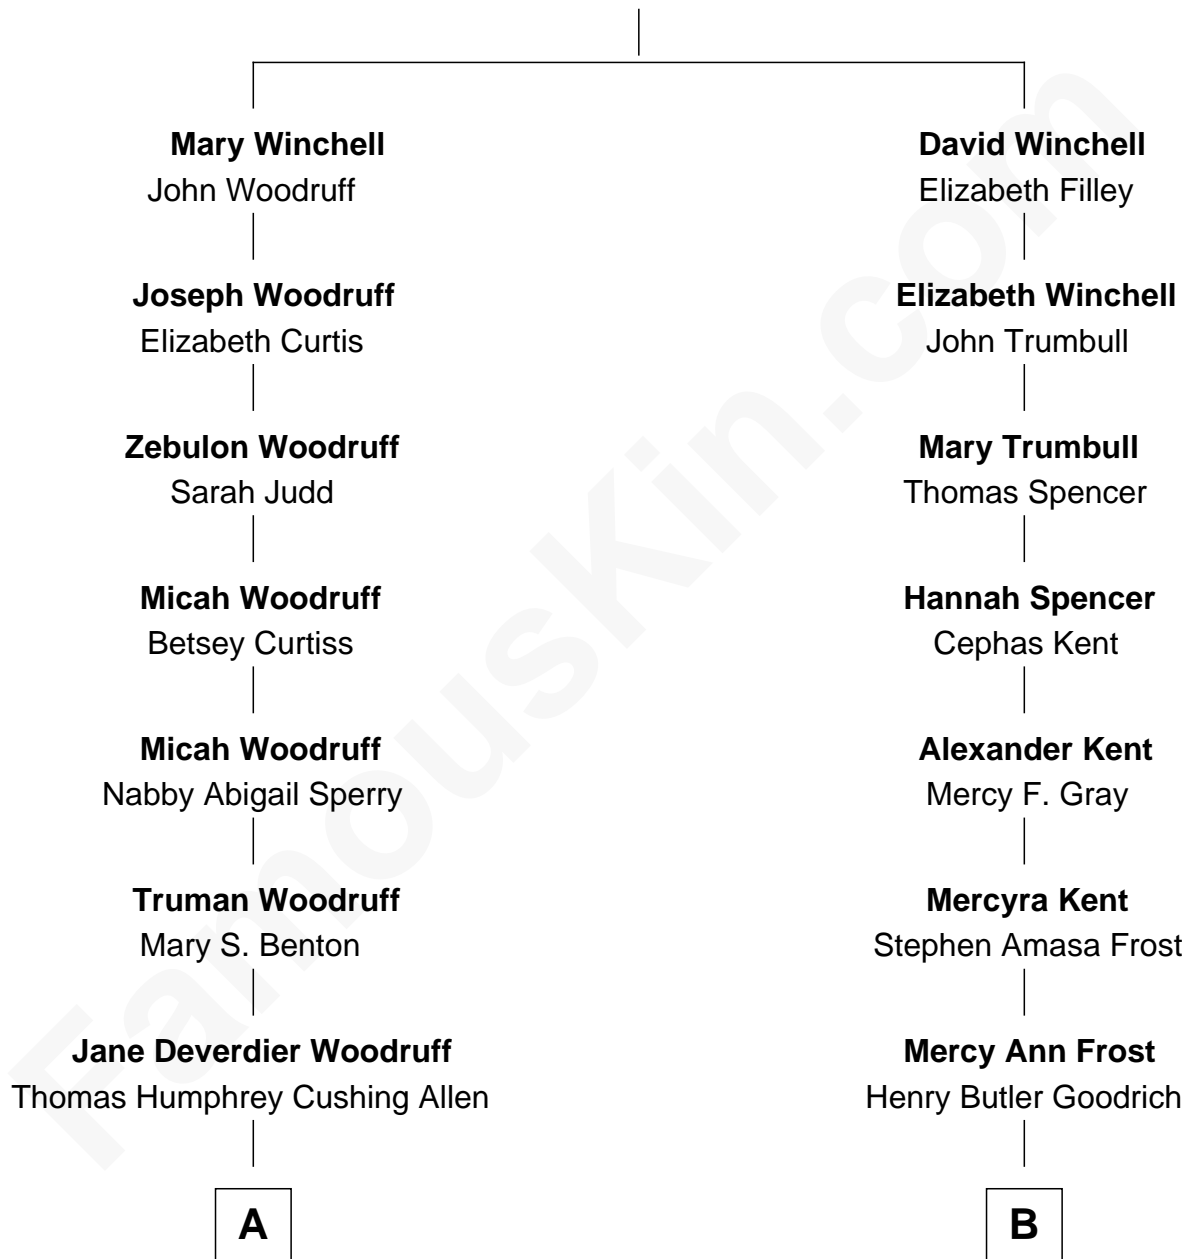 Mary Winchell
John Woodruff
Joseph Woodruff
Elizabeth Curtis
Zebulon Woodruff
Sarah Judd
Micah Woodruff
Betsey Curtiss
Micah Woodruff
Nabby Abigail Sperry
Truman Woodruff
Mary S. Benton
Jane Deverdier Woodruff
Thomas Humphrey Cushing Allen
A
David Winchell
Elizabeth Filley
Elizabeth Winchell
John Trumbull
Mary Trumbull
Thomas Spencer
Hannah Spencer
Cephas Kent
Alexander Kent
Mercy F. Gray
Mercyra Kent
Stephen Amasa Frost
Mercy Ann Frost
Henry Butler Goodrich
B
FamousKin.com